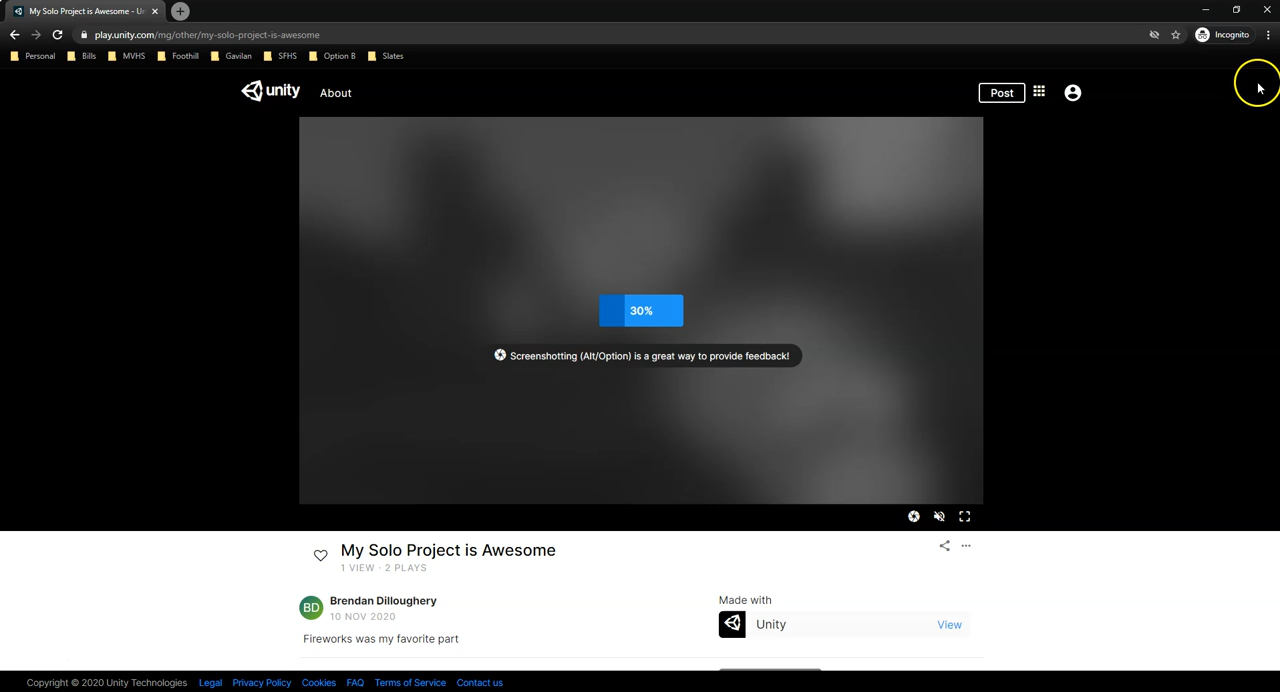 My Solo Project is Awesome - Un
play.unity.com/mg/other/my-solo-project-is-awesome
Incognito
Personal Bills MVHS Foothill Gavilan SFHS Option B Slates
unity About Post
30%
Screenshotting (Alt/Option) is a great way to provide feedback!
My Solo Project is Awesome
1 VIEW · 2 PLAYS
BD Brendan Dilloughery
10 NOV 2020
Fireworks was my favorite part
Made with
Unity View
Copyright © 2020 Unity Technologies Legal Privacy Policy Cookies FAQ Terms of Service Contact us